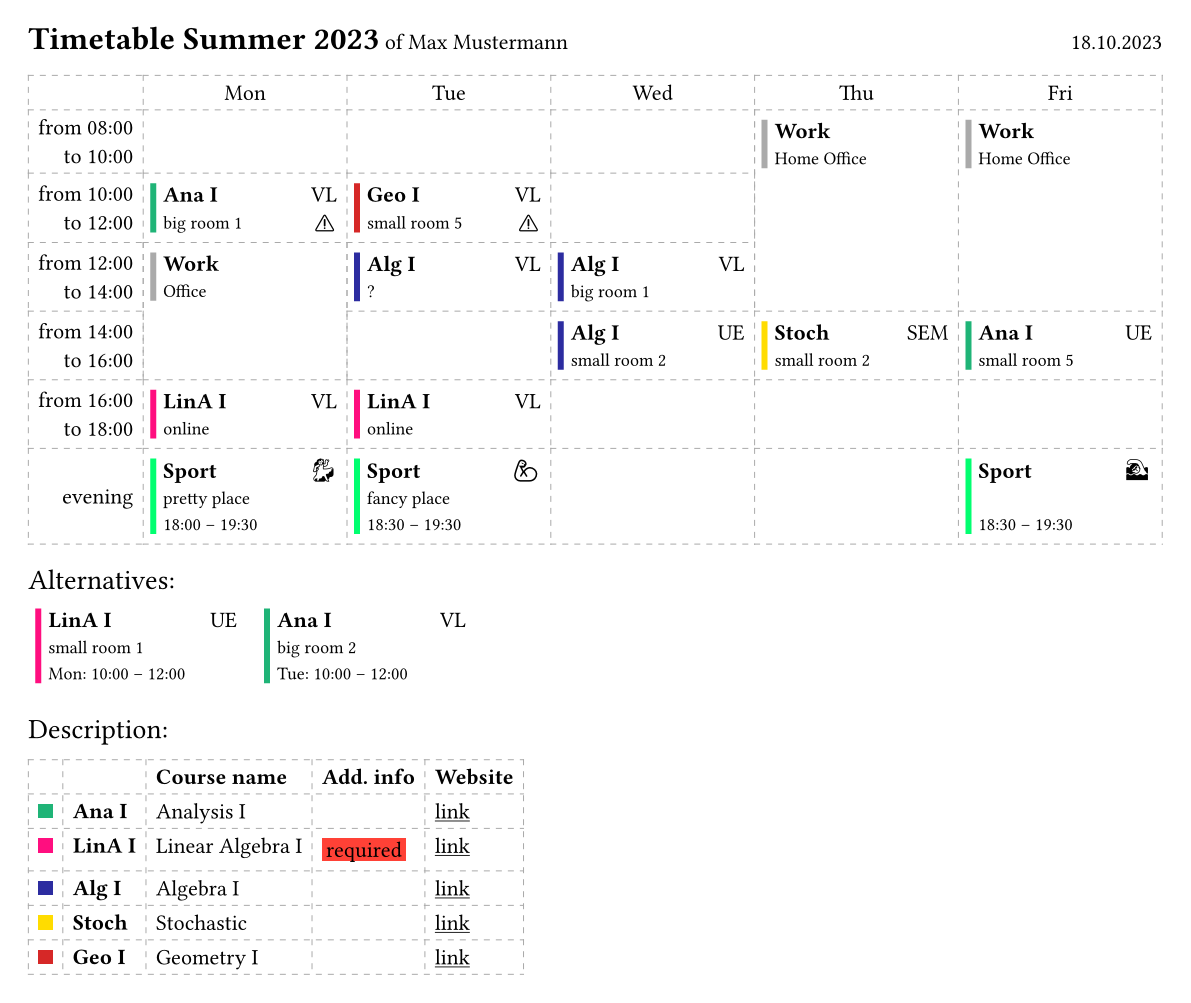 Timetable Summer 2023 of Max Mustermann 18.10.2023
Mon Tue Wed Thu Fri
from 08:00 Work Work
to 10:00 Home Office Home Office
from 10:00 Ana I VL Geo I VL
to 12:00 big room 1 small room 5
from 12:00 Work Alg I VL Alg I VL
to 14:00 Office ? big room 1
from 14:00 Alg I UE Stoch SEM Ana I UE
to 16:00 small room 2 small room 2 small room 5
from 16:00 LinA I VL LinA I VL
to 18:00 online online
Sport Sport Sport
evening pretty place fancy place
18:00 – 19:30 18:30 – 19:30 18:30 – 19:30
Alternatives:
LinA I UE Ana I VL
small room 1 big room 2
Mon: 10:00 – 12:00 Tue: 10:00 – 12:00
Description:
Course name Add. info Website
Ana I Analysis I link
LinA I Linear Algebra I required link
Alg I Algebra I link
Stoch Stochastic link
Geo I Geometry I link